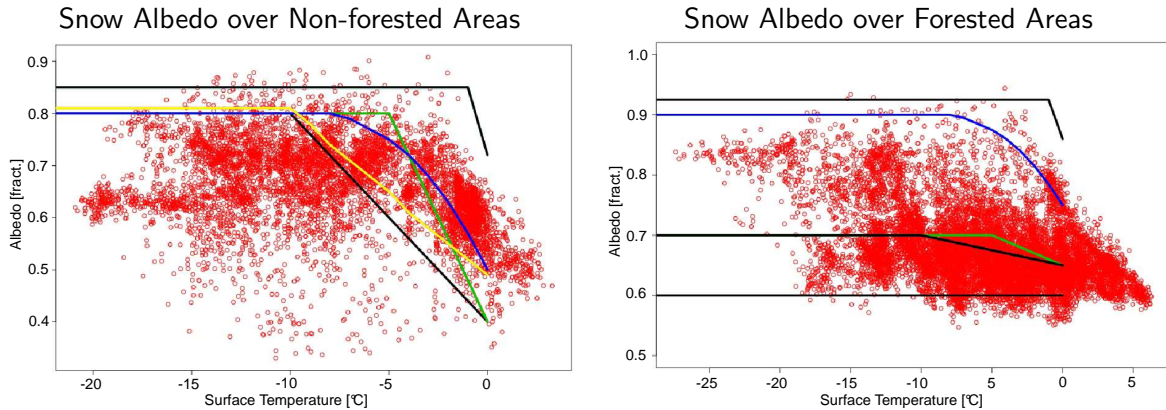 Snow Albedo over Non-forested Areas
0.9
0.8
0.7
0.6
0.5
0.4
Albedo [fract.]
-20 -15 -10 -5 0
Surface Temperature [°C]
Snow Albedo over Forested Areas
1.0
0.9
0.8
0.7
0.6
0.5
Albedo [fract.]
-25 -20 -15 -10 5 0 5
Surface Temperature [°C]